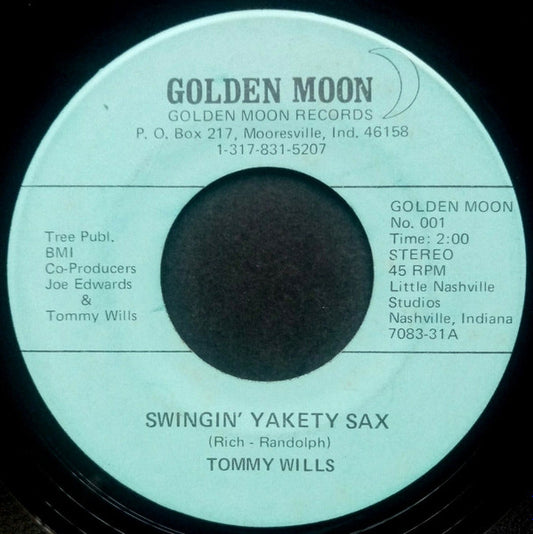 GOLDEN MOON
GOLDEN MOON RECORDS
P. O. Box 217, Mooresville, Ind. 46158
1-317-831-5207
Tree Publ.
BMI
Co-Producers
Joe Edwards
&
Tommy Wills
GOLDEN MOON
No. 001
Time: 2:00
STEREO
45 RPM
Little Nashville
Studios
Nashville, Indiana
7083-31A
SWINGIN' YAKETY SAX
(Rich - Randolph)
TOMMY WILLS